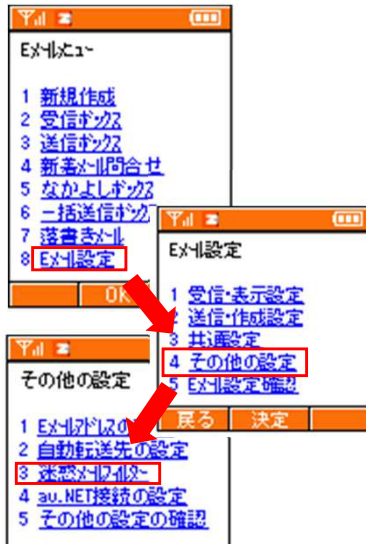 Eﾒｰﾙﾒﾆｭｰ
1 新規作成
2 受信ﾎﾞｯｸｽ
3 送信ﾎﾞｯｸｽ
4 新着ﾒｰﾙ問合せ
5 なかよしﾎﾞｯｸｽ
6 一括送信ﾎﾞｯｸ
7 落書きﾒｰﾙ
8 Eﾒｰﾙ設定
OK
Eﾒｰﾙ設定
1 受信・表示設定
2 送信・作成設定
3 共通設定
4 その他の設定
5 Eﾒｰﾙ設定確認
戻る 決定
その他の設定
1 Eﾒｰﾙｱﾄﾞﾚｽの
2 自動転送先の設定
3 迷惑ﾒｰﾙﾌｨﾙﾀｰ
4 au.NET接続の設定
5 その他の設定の確認